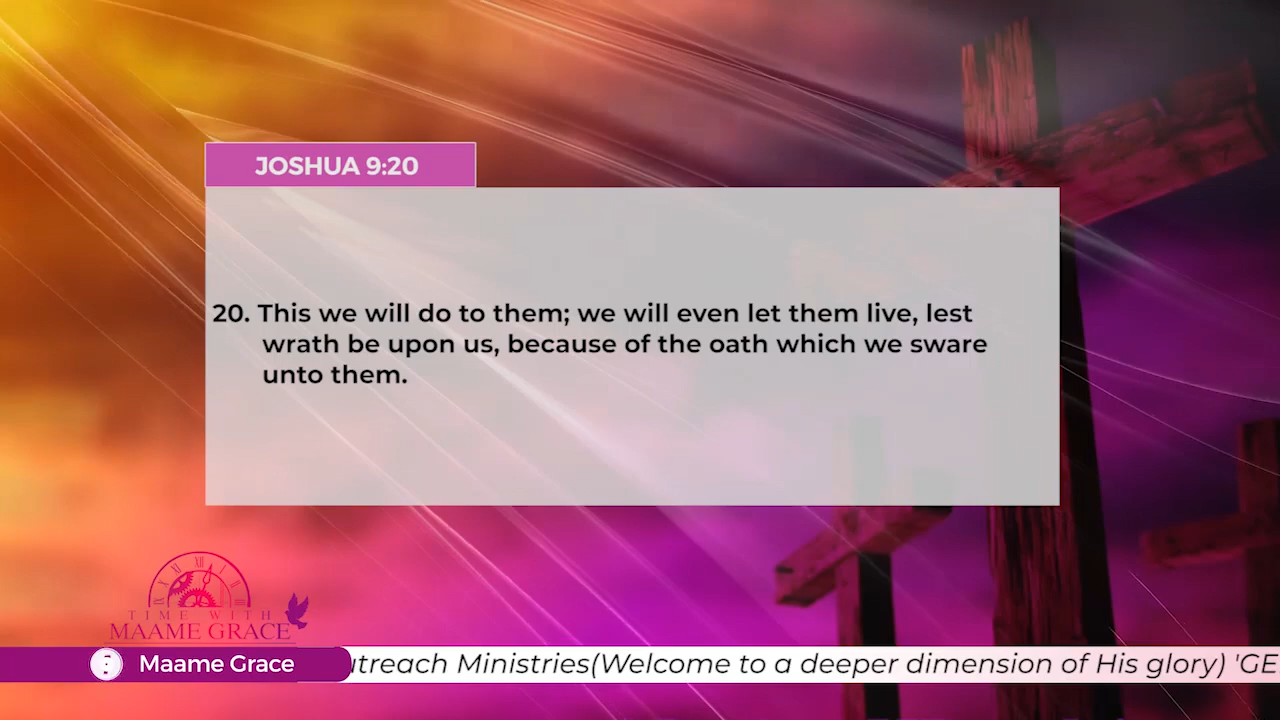 JOSHUA 9:20
20. This we will do to them; we will even let them live, lest
wrath be upon us, because of the oath which we sware
unto them.
TIME WITH
MAAME GRACE
Maame Grace
utreach Ministries(Welcome to a deeper dimension of His glory) 'GE